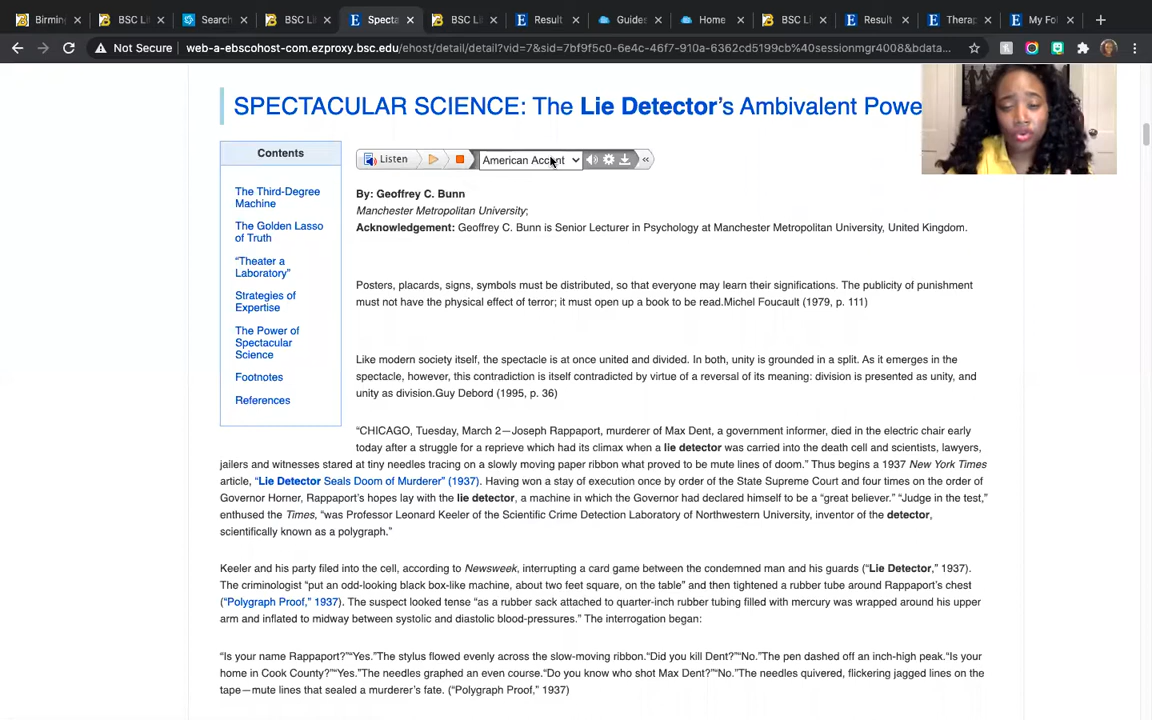 Birming
BSC Li
Search
BSC Li
Specta
BSC Li
Result
Guides
Home
BSC Li
Result
Therap
My Fo
Not Secure
web-a-ebscohost-com.ezproxy.bsc.edu/ehost/detail/detail?vid=7&sid=7bf9f5c0-6e4c-46f7-910a-6362cd5199cb%40sessionmgr4008&bdata...
SPECTACULAR SCIENCE: The Lie Detector's Ambivalent Powe
Contents
The Third-Degree
Machine
The Golden Lasso
of Truth
"Theater a
Laboratory"
Strategies of
Expertise
The Power of
Spectacular
Science
Footnotes
References
Listen
American Accent
«
By: Geoffrey C. Bunn
Manchester Metropolitan University;
Acknowledgement: Geoffrey C. Bunn is Senior Lecturer in Psychology at Manchester Metropolitan University, United Kingdom.
Posters, placards, signs, symbols must be distributed, so that everyone may learn their significations. The publicity of punishment
must not have the physical effect of terror; it must open up a book to be read.Michel Foucault (1979, p. 111)
Like modern society itself, the spectacle is at once united and divided. In both, unity is grounded in a split. As it emerges in the
spectacle, however, this contradiction is itself contradicted by virtue of a reversal of its meaning: division is presented as unity, and
unity as division.Guy Debord (1995, p. 36)
"CHICAGO, Tuesday, March 2—Joseph Rappaport, murderer of Max Dent, a government informer, died in the electric chair early
today after a struggle for a reprieve which had its climax when a lie detector was carried into the death cell and scientists, lawyers,
jailers and witnesses stared at tiny needles tracing on a slowly moving paper ribbon what proved to be mute lines of doom." Thus begins a 1937 New York Times
article, "Lie Detector Seals Doom of Murderer" (1937). Having won a stay of execution once by order of the State Supreme Court and four times on the order of
Governor Horner, Rappaport's hopes lay with the lie detector, a machine in which the Governor had declared himself to be a "great believer." "Judge in the test,"
enthused the Times, "was Professor Leonard Keeler of the Scientific Crime Detection Laboratory of Northwestern University, inventor of the detector,
scientifically known as a polygraph."
Keeler and his party filed into the cell, according to Newsweek, interrupting a card game between the condemned man and his guards ("Lie Detector," 1937).
The criminologist "put an odd-looking black box-like machine, about two feet square, on the table" and then tightened a rubber tube around Rappaport's chest
("Polygraph Proof," 1937). The suspect looked tense "as a rubber sack attached to quarter-inch rubber tubing filled with mercury was wrapped around his upper
arm and inflated to midway between systolic and diastolic blood-pressures." The interrogation began:
"Is your name Rappaport?""Yes."The stylus flowed evenly across the slow-moving ribbon."Did you kill Dent?""No."The pen dashed off an inch-high peak."Is your
home in Cook County?""Yes."The needles graphed an even course."Do you know who shot Max Dent?""No."The needles quivered, flickering jagged lines on the
tape—mute lines that sealed a murderer's fate. ("Polygraph Proof," 1937)